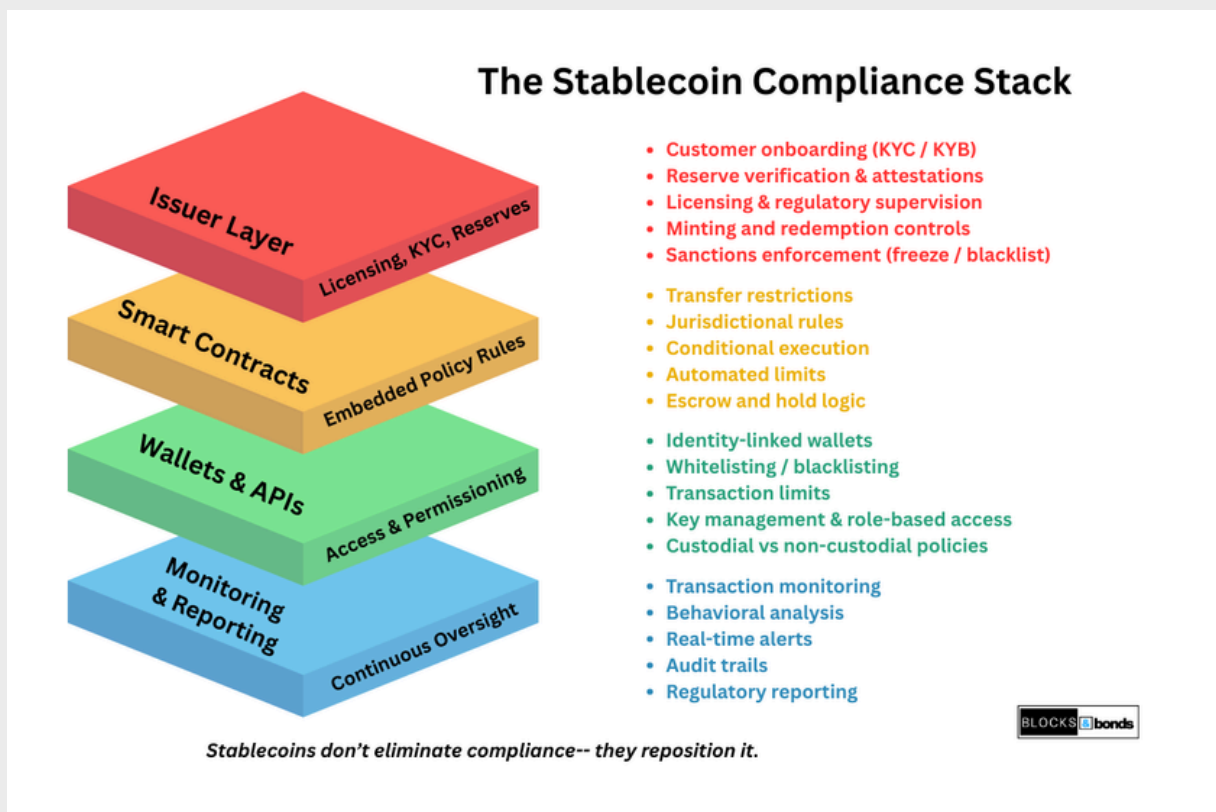 The Stablecoin Compliance Stack
Issuer Layer
Licensing, KYC, Reserves
• Customer onboarding (KYC / KYB)
• Reserve verification & attestations
• Licensing & regulatory supervision
• Minting and redemption controls
• Sanctions enforcement (freeze / blacklist)
Smart Contracts
Embedded Policy Rules
• Transfer restrictions
• Jurisdictional rules
• Conditional execution
• Automated limits
• Escrow and hold logic
Wallets & APIs
Access & Permissioning
• Identity-linked wallets
• Whitelisting / blacklisting
• Transaction limits
• Key management & role-based access
• Custodial vs non-custodial policies
Monitoring
& Reporting
Continuous Oversight
• Transaction monitoring
• Behavioral analysis
• Real-time alerts
• Audit trails
• Regulatory reporting
BLOCKS & bonds
Stablecoins don’t eliminate compliance-- they reposition it.